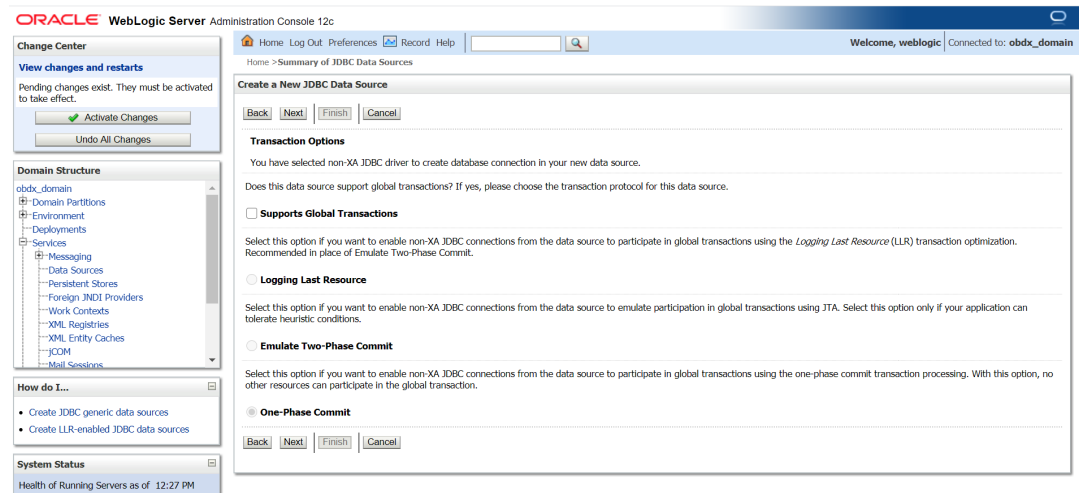 ORACLE WebLogic Server Administration Console 12c
Change Center
View changes and restarts
Pending changes exist. They must be activated
to take effect.
Activate Changes
Undo All Changes
Domain Structure
obdx_domain
Domain Partitions
Environment
Deployments
Services
Messaging
Data Sources
Persistent Stores
Foreign JNDI Providers
Work Contexts
XML Registries
XML Entity Caches
jCOM
Mail Sessions
How do I...
Create JDBC generic data sources
Create LLR-enabled JDBC data sources
System Status
Health of Running Servers as of 12:27 PM
Home Log Out Preferences Record Help
Welcome, weblogic Connected to: obdx_domain
Home >Summary of JDBC Data Sources
Create a New JDBC Data Source
Back Next Finish Cancel
Transaction Options
You have selected non-XA JDBC driver to create database connection in your new data source.
Does this data source support global transactions? If yes, please choose the transaction protocol for this data source.
Supports Global Transactions
Select this option if you want to enable non-XA JDBC connections from the data source to participate in global transactions using the Logging Last Resource (LLR) transaction optimization.
Recommended in place of Emulate Two-Phase Commit.
Logging Last Resource
Select this option if you want to enable non-XA JDBC connections from the data source to emulate participation in global transactions using JTA. Select this option only if your application can
tolerate heuristic conditions.
Emulate Two-Phase Commit
Select this option if you want to enable non-XA JDBC connections from the data source to participate in global transactions using the one-phase commit transaction processing. With this option, no
other resources can participate in the global transaction.
One-Phase Commit
Back Next Finish Cancel